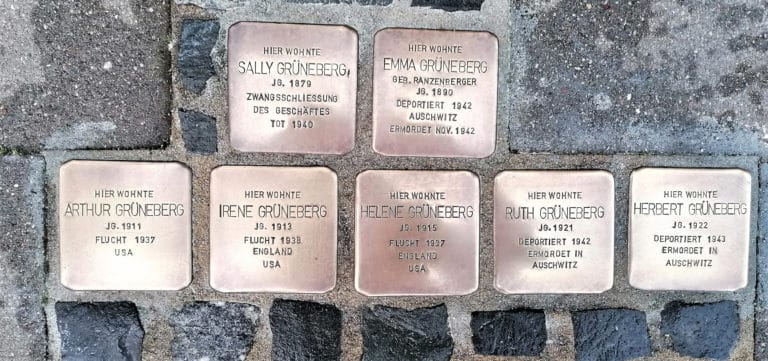 HIER WOHNTE
SALLY GRÜNEBERG
JG. 1879
ZWANGSSCHLIESSUNG
DES GESCHÄFTES
TOT 1940
HIER WOHNTE
EMMA GRÜNEBERG
GEB. RANZENBERGER
JG. 1890
DEPORTIERT 1942
AUSCHWITZ
ERMORDET NOV. 1942
HIER WOHNTE
ARTHUR GRÜNEBERG
JG. 1911
FLUCHT 1937
USA
HIER WOHNTE
IRENE GRÜNEBERG
JG. 1913
FLUCHT 1938
ENGLAND
USA
HIER WOHNTE
HELENE GRÜNEBERG
JG. 1915
FLUCHT 1937
ENGLAND
USA
HIER WOHNTE
RUTH GRÜNEBERG
JG. 1921
DEPORTIERT 1942
ERMORDET IN
AUSCHWITZ
HIER WOHNTE
HERBERT GRÜNEBERG
JG. 1922
DEPORTIERT 1943
ERMORDET IN
AUSCHWITZ